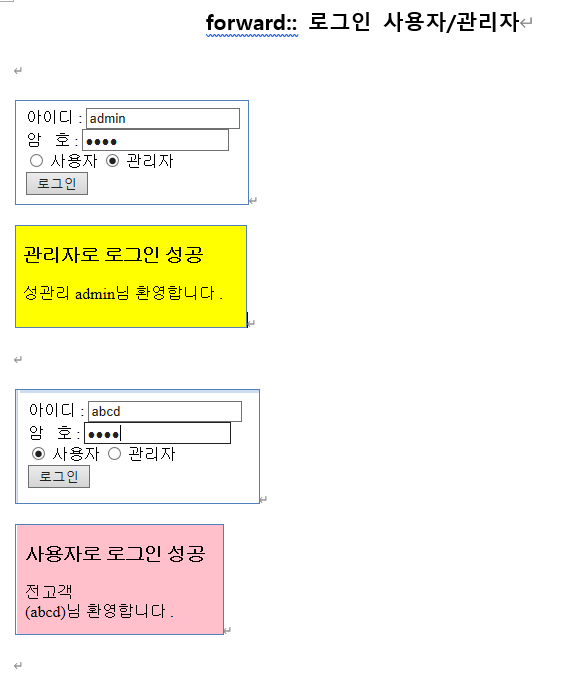 forward:: 로그인 사용자/관리자
아이디 : admin
암 호 : ●●●●
사용자 관리자
로그인
관리자로 로그인 성공
성관리 admin님 환영합니다 .
아이디 : abcd
암 호 : ●●●●
사용자 관리자
로그인
사용자로 로그인 성공
전고객
(abcd)님 환영합니다 .